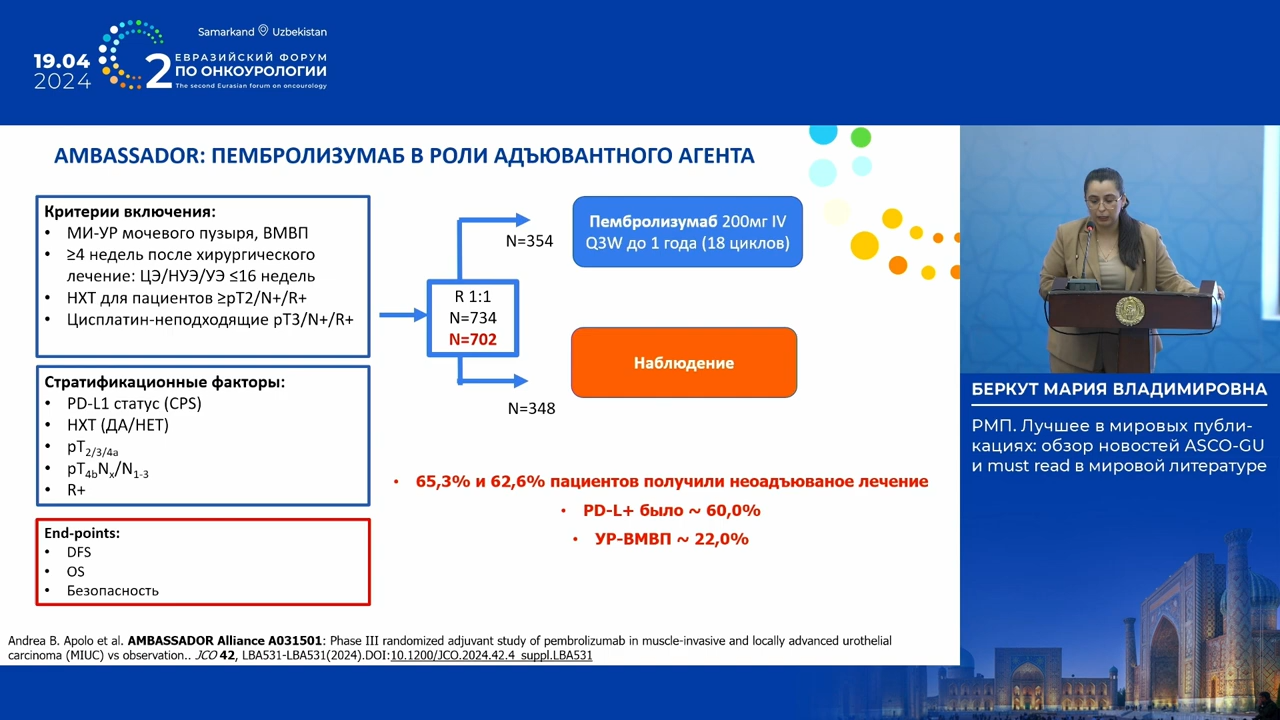 Samarkand Uzbekistan
19.04
2024
2
ЕВРАЗИЙСКИЙ ФОРУМ
ПО ОНКОУРОЛОГИИ
The second Eurasian forum on oncourology
AMBASSADOR: ПЕМБРОЛИЗУМАБ В РОЛИ АДЪЮВАНТНОГО АГЕНТА
Критерии включения:
• МИ-УР мочевого пузыря, ВМВП
• ≥4 недель после хирургического
лечение: ЦЭ/НУЭ/УЭ ≤16 недель
• НХТ для пациентов ≥pT2/N+/R+
• Цисплатин-неподходящие pT3/N+/R+
Стратификационные факторы:
• PD-L1 статус (CPS)
• НХТ (ДА/НЕТ)
• pT2/3/4a
• pT4bNx/N1-3
• R+
End-points:
• DFS
• OS
• Безопасность
R 1:1
N=734
N=702
N=354
N=348
Пембролизумаб 200мг IV
Q3W до 1 года (18 циклов)
Наблюдение
• 65,3% и 62,6% пациентов получили неоадъюваное лечение
• PD-L+ было ~ 60,0%
• УР-ВМВП ~ 22,0%
Andrea B. Apolo et al. AMBASSADOR Alliance A031501: Phase III randomized adjuvant study of pembrolizumab in muscle-invasive and locally advanced urothelial
carcinoma (MIUC) vs observation.. JCO 42, LBA531-LBA531(2024).DOI:10.1200/JCO.2024.42.4_suppl.LBA531
БЕРКУТ МАРИЯ ВЛАДИМИРОВНА
РМП. Лучшее в мировых публи-
кациях: обзор новостей ASCO-GU
и must read в мировой литературе